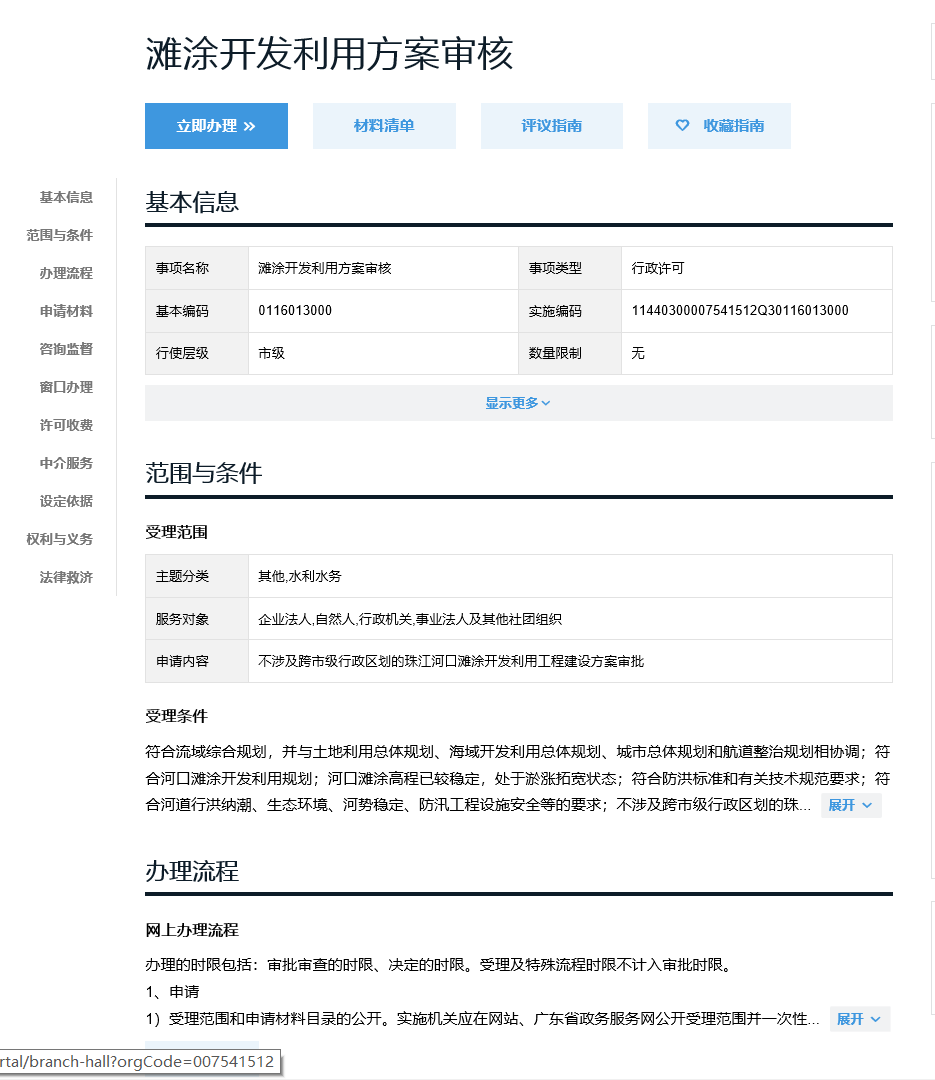 滩涂开发利用方案审核
立即办理 »
材料清单
评议指南
收藏指南
基本信息
范围与条件
办理流程
申请材料
咨询监督
窗口办理
许可收费
中介服务
设定依据
权利与义务
法律救济
基本信息
事项名称 滩涂开发利用方案审核 事项类型 行政许可
基本编码 0116013000 实施编码 11440300007541512Q30116013000
行使层级 市级 数量限制 无
显示更多
范围与条件
受理范围
主题分类 其他,水利水务
服务对象 企业法人,自然人,行政机关,事业法人及其他社团组织
申请内容 不涉及跨市级行政区划的珠江河口滩涂开发利用工程建设方案审批
受理条件
符合流域综合规划，并与土地利用总体规划、海域开发利用总体规划、城市总体规划和航道整治规划相协调；符
合河口滩涂开发利用规划；河口滩涂高程已较稳定，处于淤涨拓宽状态；符合防洪标准和有关技术规范要求；符
合河道行洪纳潮、生态环境、河势稳定、防汛工程设施安全等的要求；不涉及跨市级行政区划的珠... 展开
办理流程
网上办理流程
办理的时限包括：审批审查的时限、决定的时限。受理及特殊流程时限不计入审批时限。
1、申请
1）受理范围和申请材料目录的公开。实施机关应在网站、广东省政务服务网公开受理范围并一次性... 展开
rtal/branch-hall?orgCode=007541512